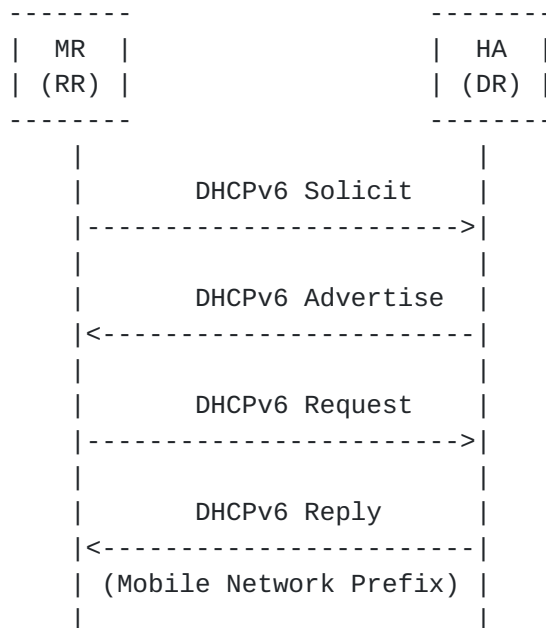 MR HA
(RR) (DR)
DHCPv6 Solicit
DHCPv6 Advertise
DHCPv6 Request
DHCPv6 Reply
(Mobile Network Prefix)